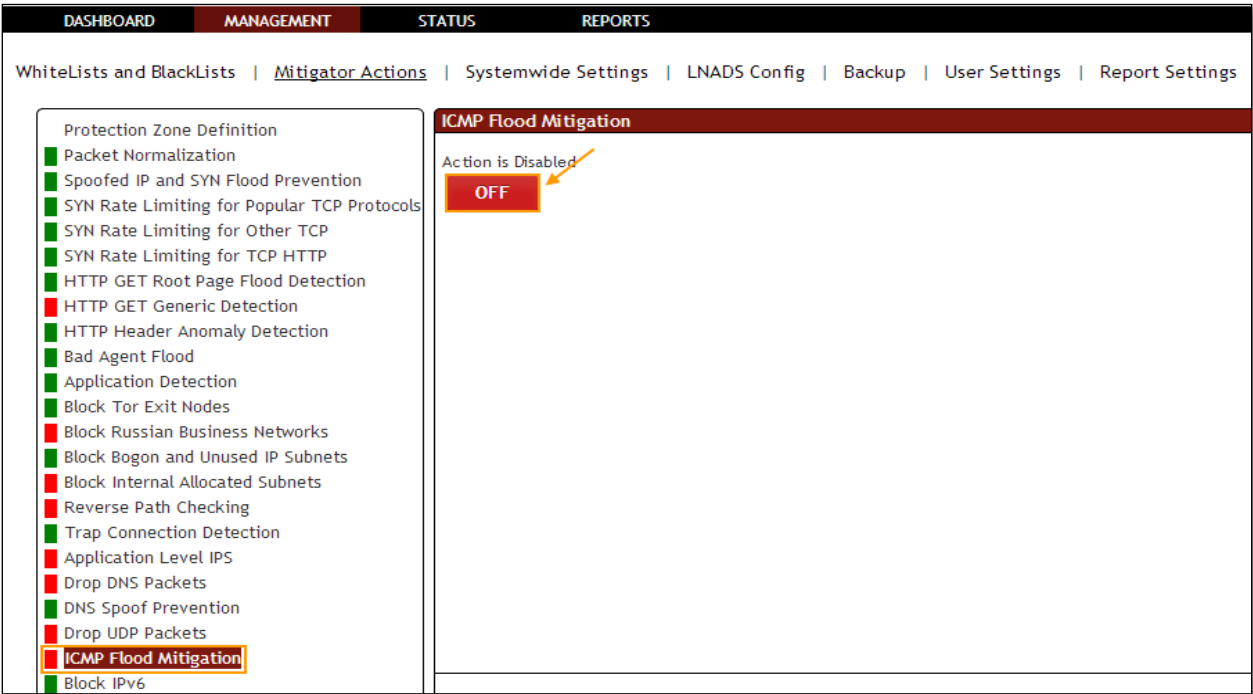 DASHBOARD MANAGEMENT STATUS REPORTS
WhiteLists and BlackLists | Mitigator Actions | Systemwide Settings | LNADS Config | Backup | User Settings | Report Settings
Protection Zone Definition
Packet Normalization
Spoofed IP and SYN Flood Prevention
SYN Rate Limiting for Popular TCP Protocols
SYN Rate Limiting for Other TCP
SYN Rate Limiting for TCP HTTP
HTTP GET Root Page Flood Detection
HTTP GET Generic Detection
HTTP Header Anomaly Detection
Bad Agent Flood
Application Detection
Block Tor Exit Nodes
Block Russian Business Networks
Block Bogon and Unused IP Subnets
Block Internal Allocated Subnets
Reverse Path Checking
Trap Connection Detection
Application Level IPS
Drop DNS Packets
DNS Spoof Prevention
Drop UDP Packets
ICMP Flood Mitigation
Block IPv6
ICMP Flood Mitigation
Action is Disabled
OFF